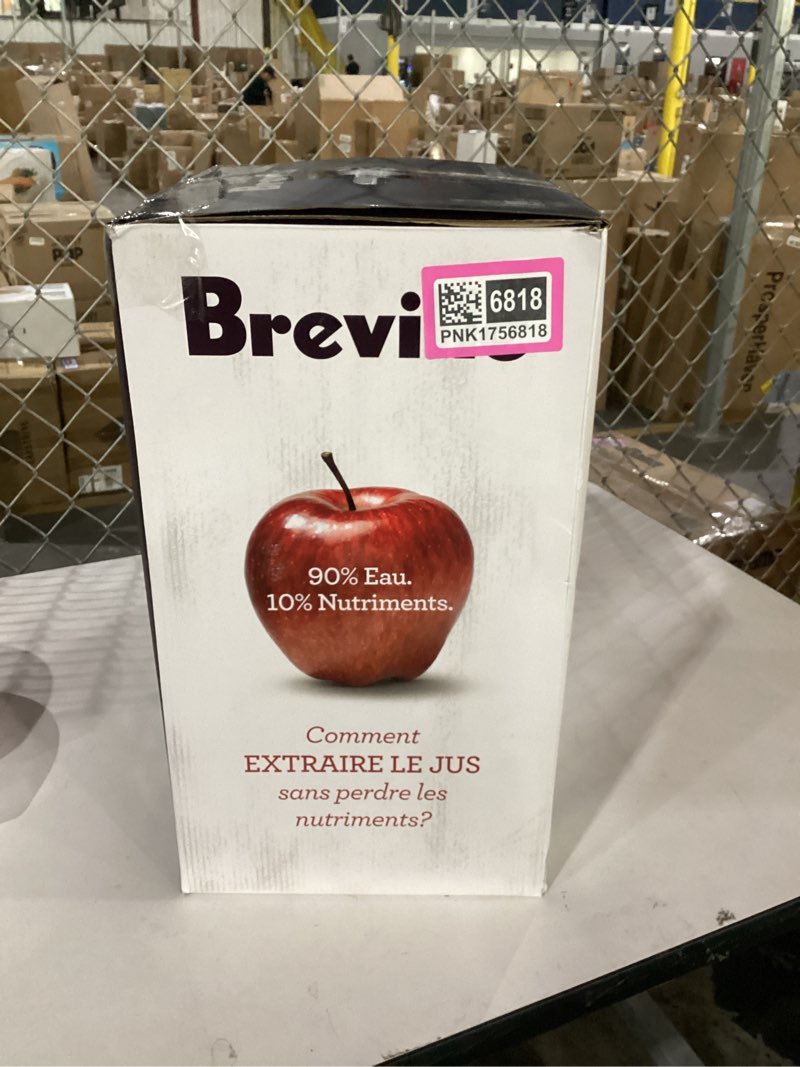 Brevi
6818
PNK1756818
90% Eau.
10% Nutriments.
Comment
EXTRAIRE LE JUS
sans perdre les
nutriments?